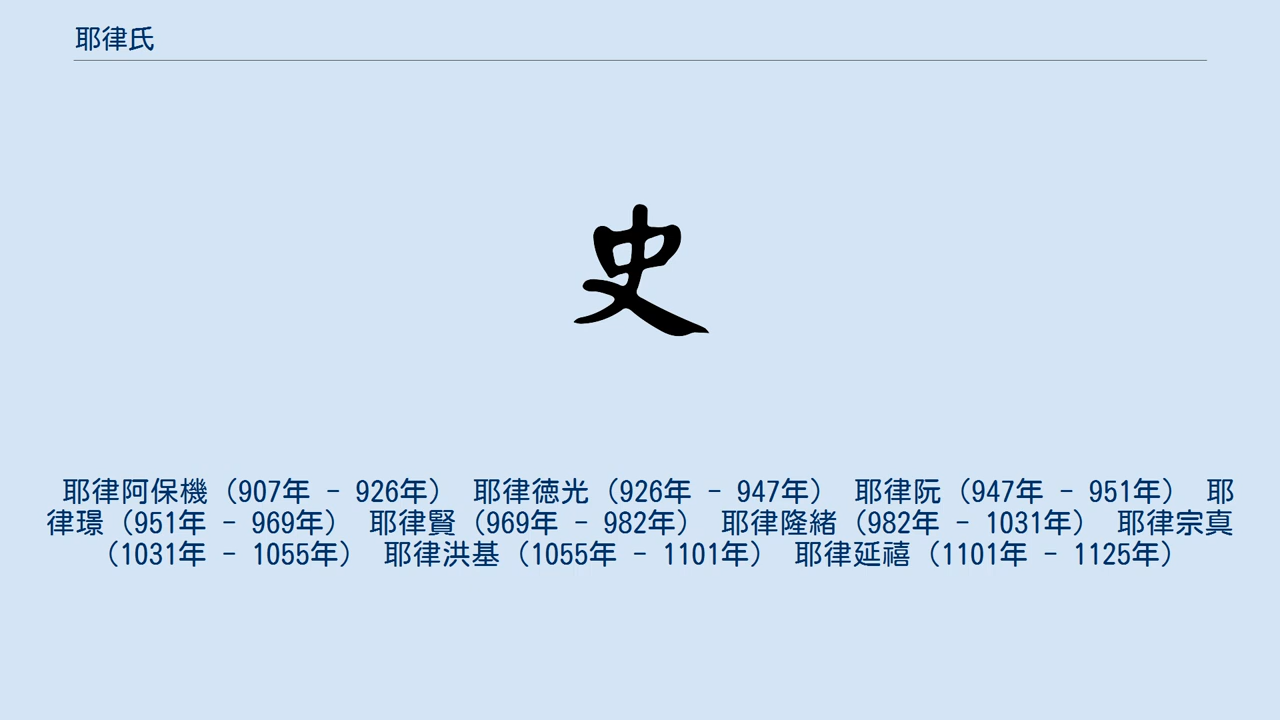 耶律氏
史
耶律阿保機（907年 - 926年） 耶律德光（926年 - 947年） 耶律阮（947年 - 951年） 耶
律璟（951年 - 969年） 耶律賢（969年 - 982年） 耶律隆緒（982年 - 1031年） 耶律宗真
（1031年 - 1055年） 耶律洪基（1055年 - 1101年） 耶律延禧（1101年 - 1125年）